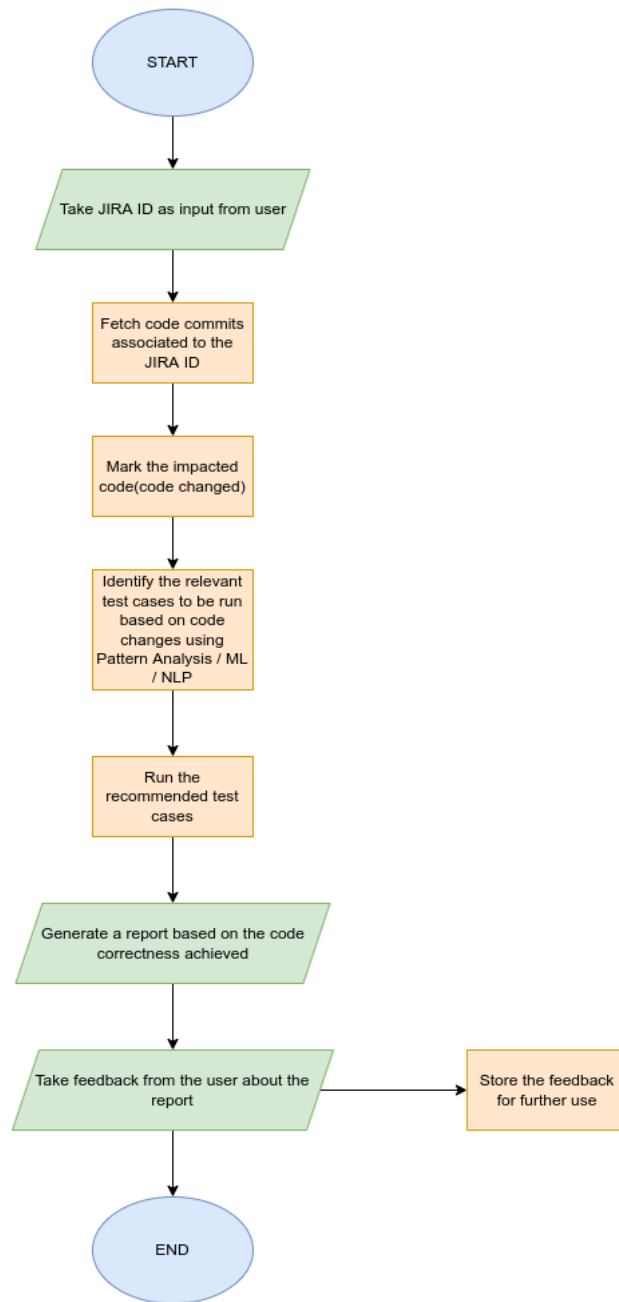 START
Take JIRA ID as input from user
Fetch code commits
associated to the
JIRA ID
Mark the impacted
code(code changed)
Identify the relevant
test cases to be run
based on code
changes using
Pattern Analysis / ML
/ NLP
Run the
recommended test
cases
Generate a report based on the code
correctness achieved
Take feedback from the user about the
report
Store the feedback
for further use
END